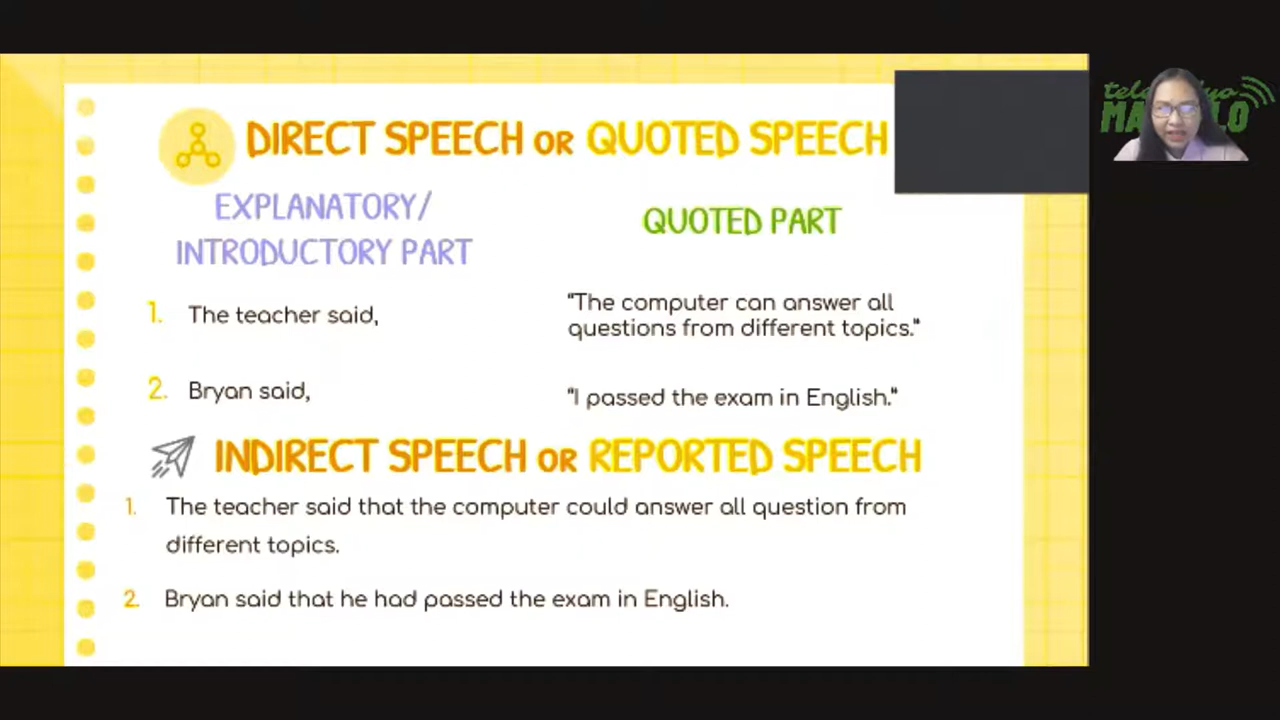 DIRECT SPEECH OR QUOTED SPEECH
EXPLANATORY/
INTRODUCTORY PART
QUOTED PART
1. The teacher said,
"The computer can answer all
questions from different topics."
2. Bryan said,
"I passed the exam in English."
INDIRECT SPEECH OR REPORTED SPEECH
1. The teacher said that the computer could answer all question from
different topics.
2. Bryan said that he had passed the exam in English.